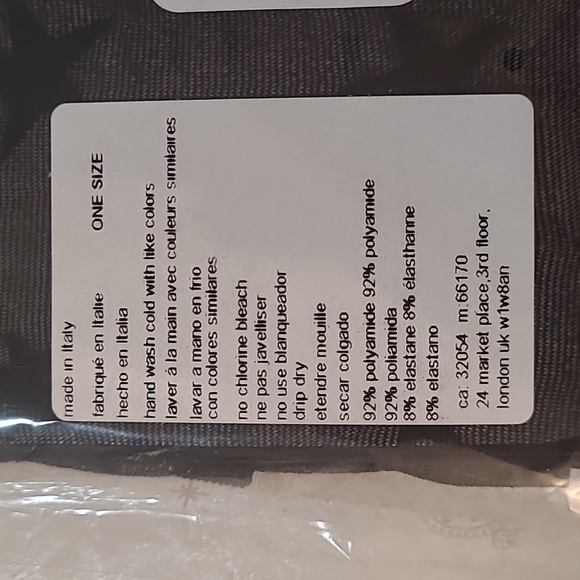 made in Italy
fabriqué en Italie ONE SIZE
hecho en Italia
hand wash cold with like colors
laver à la main avec couleurs similaires
lavar a mano en frio
con colores similares
no chlorine bleach
ne pas javelliser
no use blanqueador
drip dry
etendre mouille
secar colgado
92% polyamide 92% polyamide
92% poliamida
8% elastane 8% élasthanne
8% elastano
ca: 32054 m:66170
24 market place,3rd floor,
london uk w1w8an